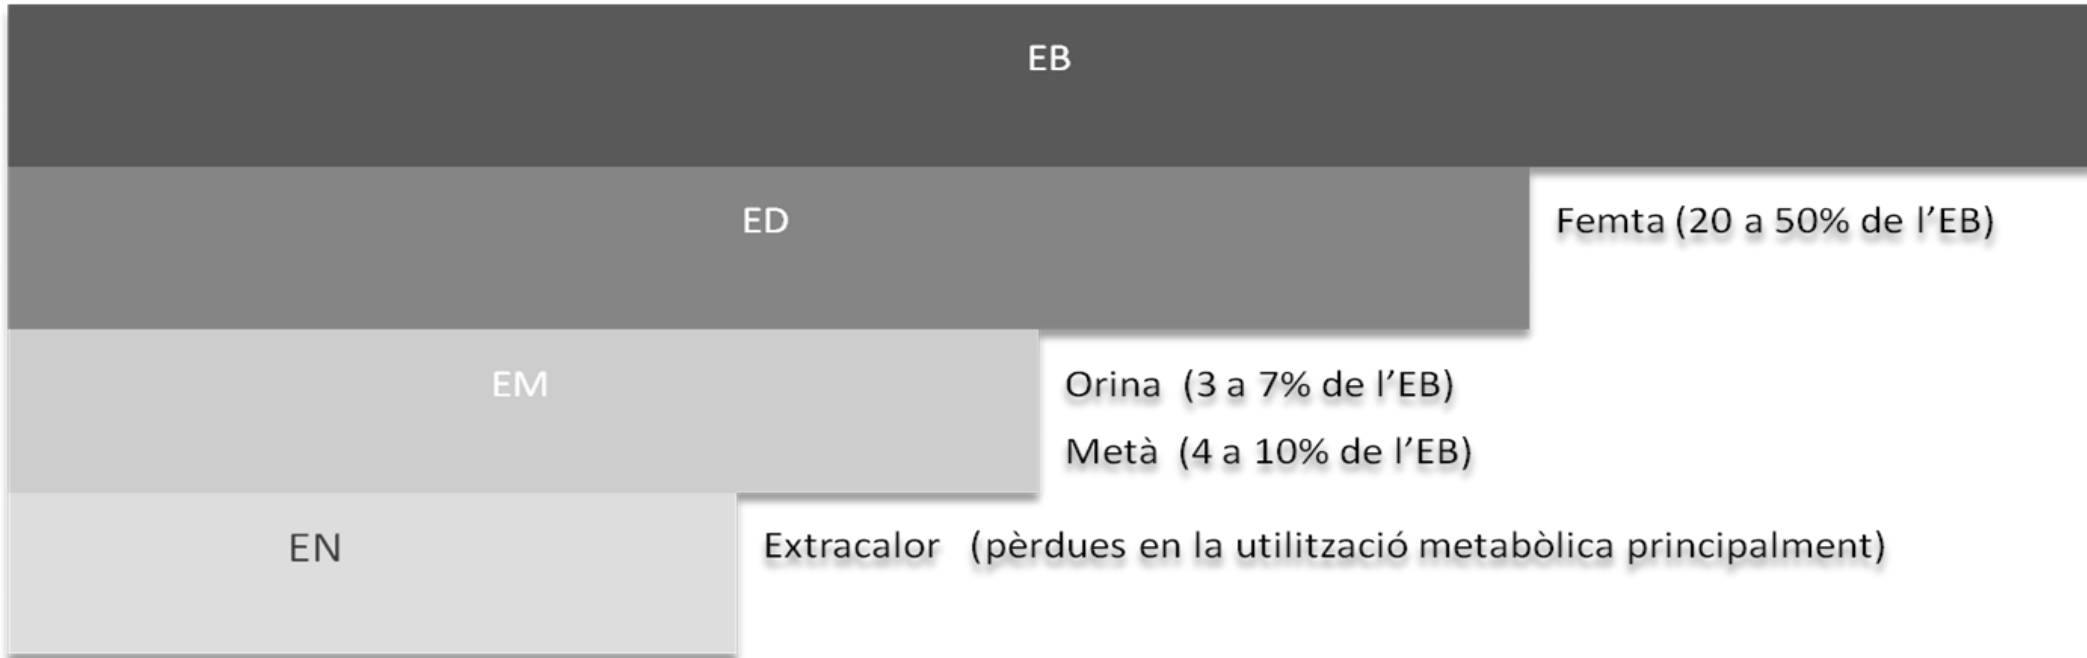 EB
ED
Femta (20 a 50% de l’EB)
EM
Orina  (3 a 7% de l’EB)
Metà  (4 a 10% de l’EB)
EN
Extracalor   (pèrdues en la utilització metabòlica principalment)